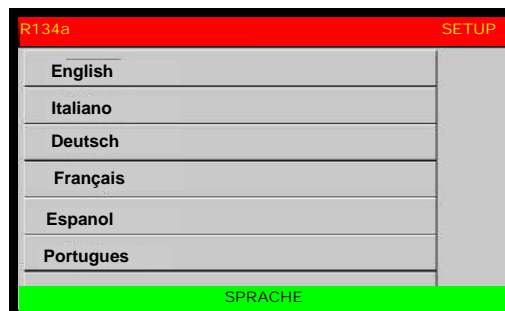 R134a SETUP
English
Italiano
Deutsch
Français
Espanol
Portugues
SPRACHE